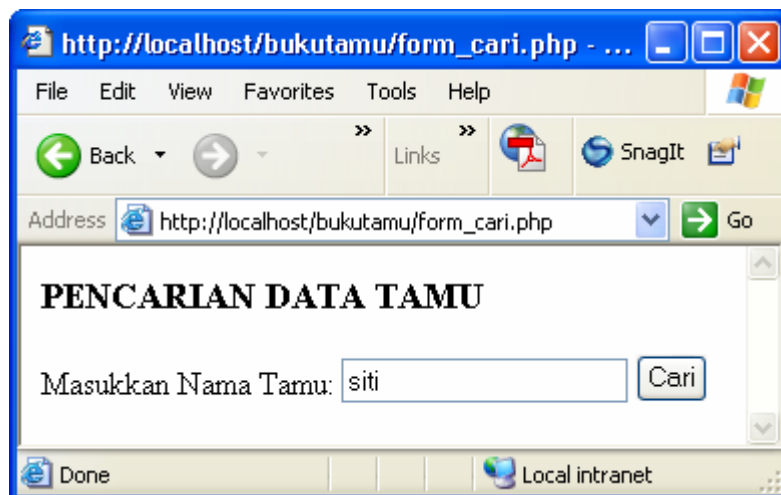 http://localhost/bukutamu/form_cari.php - ...
File Edit View Favorites Tools Help
Back » Links » SnagIt
Address http://localhost/bukutamu/form_cari.php Go
PENCARIAN DATA TAMU
Masukkan Nama Tamu: siti Cari
Done Local intranet